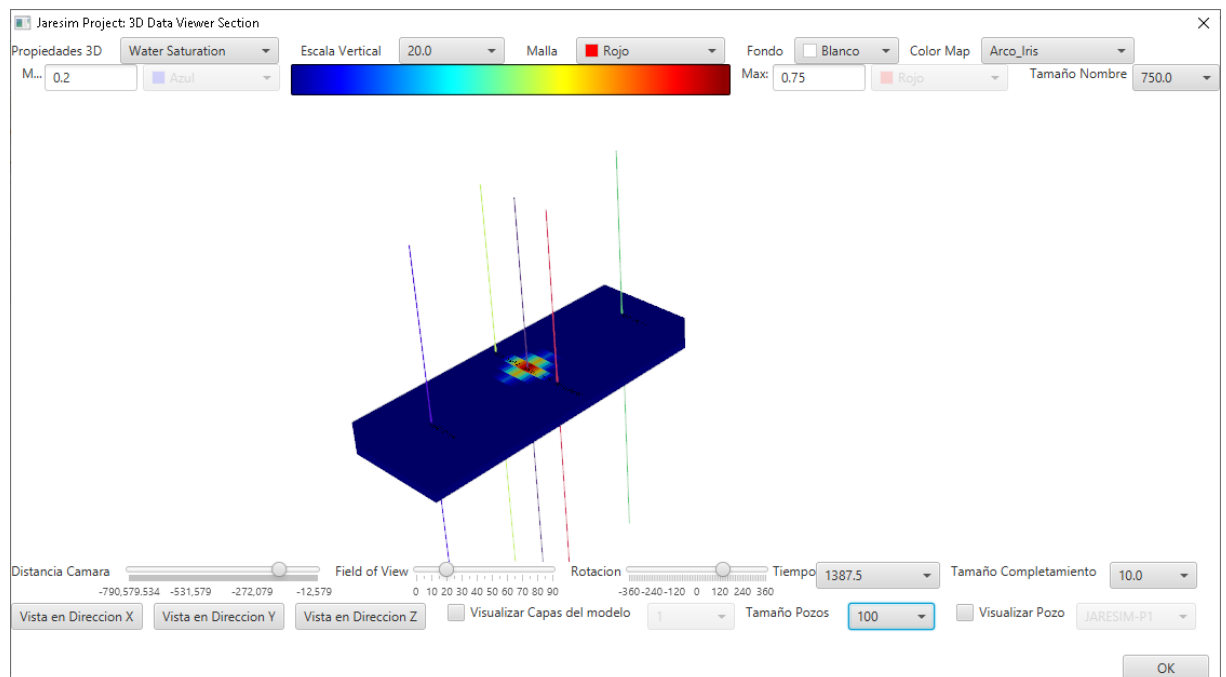 Jaresim Project: 3D Data Viewer Section
Propiedades 3D Water Saturation Escala Vertical 20.0 Malla Rojo Fondo Blanco Color Map Arco_Iris
M... 0.2 Azul Max: 0.75 Rojo Tamaño Nombre 750.0
Distancia Camara Field of View Rotacion Tiempo 1387.5 Tamaño Completamiento 10.0
-790,579.534 -531,579 -272,079 -12,579 0 10 20 30 40 50 60 70 80 90 -360-240-120 0 120 240 360
Vista en Direccion X Vista en Direccion Y Vista en Direccion Z Visualizar Capas del modelo 1 Tamaño Pozos 100 Visualizar Pozo JARESIM-P1
OK